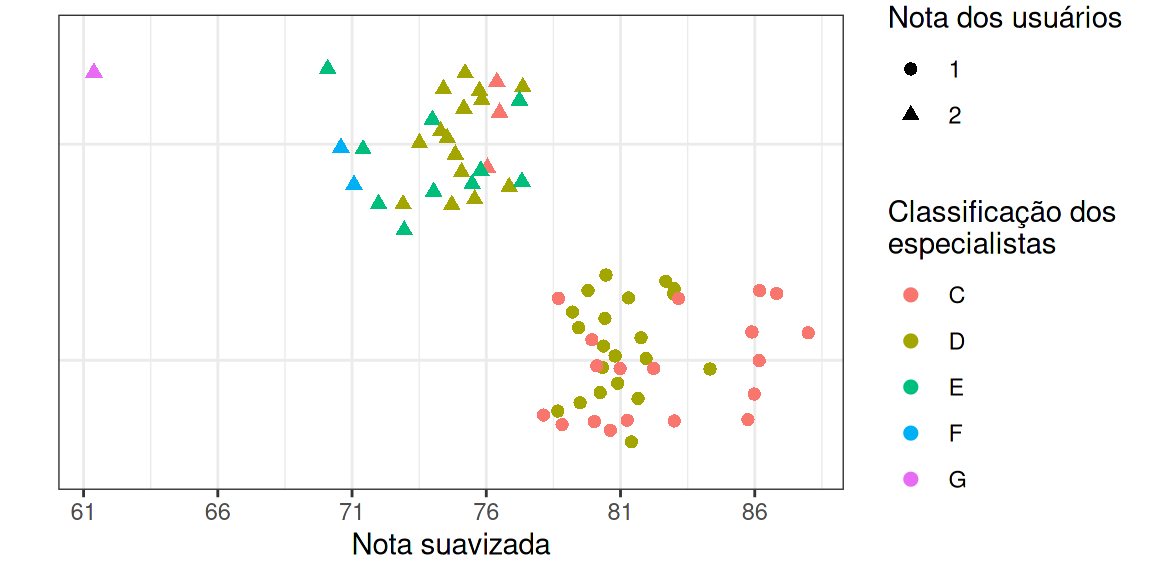 Nota dos usuários
1
2
Classificação dos
especialistas
C
D
E
F
G
61 66 71 76 81 86
Nota suavizada